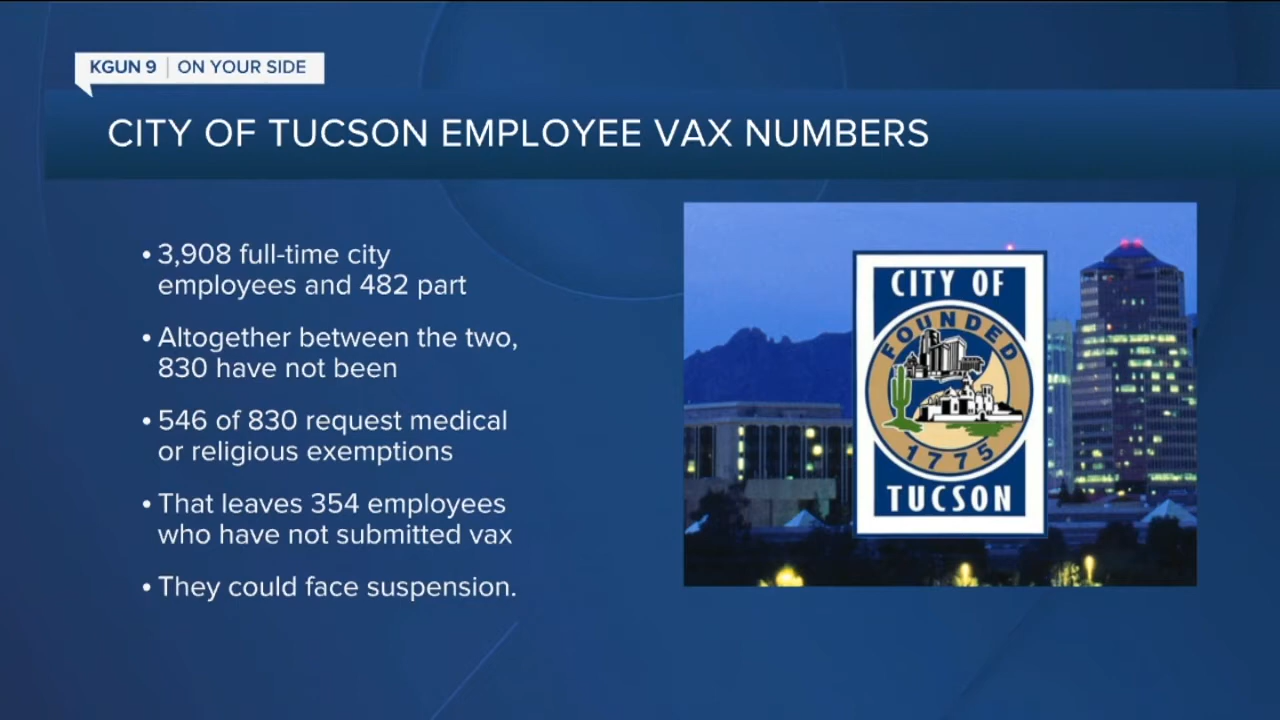 KGUN 9 | ON YOUR SIDE
CITY OF TUCSON EMPLOYEE VAX NUMBERS
• 3,908 full-time city
employees and 482 part
• Altogether between the two,
830 have not been
• 546 of 830 request medical
or religious exemptions
• That leaves 354 employees
who have not submitted vax
• They could face suspension.
CITY OF
FOUNDED
1775
TUCSON